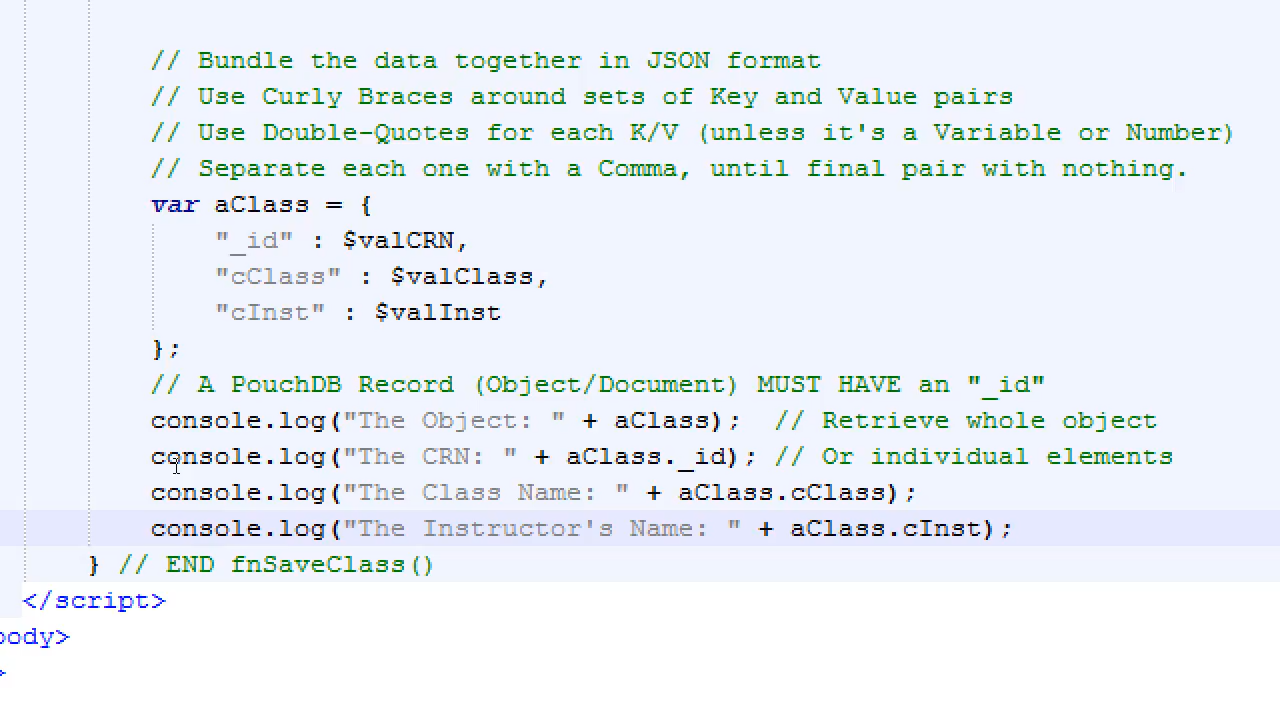 // Bundle the data together in JSON format
// Use Curly Braces around sets of Key and Value pairs
// Use Double-Quotes for each K/V (unless it's a Variable or Number)
// Separate each one with a Comma, until final pair with nothing.
var aClass = {
"_id" : $valCRN,
"cClass" : $valClass,
"cInst" : $valInst
};
// A PouchDB Record (Object/Document) MUST HAVE an "_id"
console.log("The Object: " + aClass);  // Retrieve whole object
console.log("The CRN: " + aClass._id); // Or individual elements
console.log("The Class Name: " + aClass.cClass);
console.log("The Instructor's Name: " + aClass.cInst);
} // END fnSaveClass()
</script>
body>
>